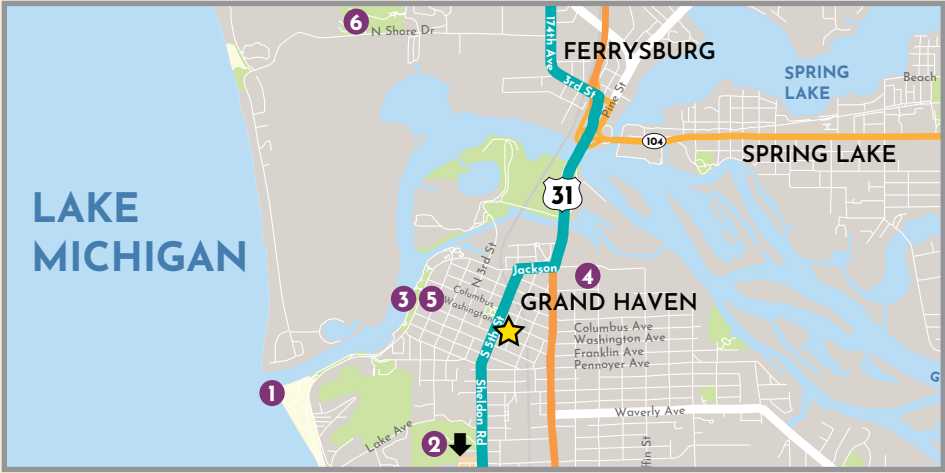 6
N Shore Dr
174th Ave
FERRYSBURG
3rd St
Pine St
SPRING
LAKE
Beach
104
SPRING LAKE
LAKE
MICHIGAN
31
N 3rd St
Jackson
4
3
5
Columbus
Washington
GRAND HAVEN
S 5th St
Columbus Ave
Washington Ave
Franklin Ave
Pennoyer Ave
G
1
Sheldon Rd
Waverly Ave
Lake Ave
2
ffin St